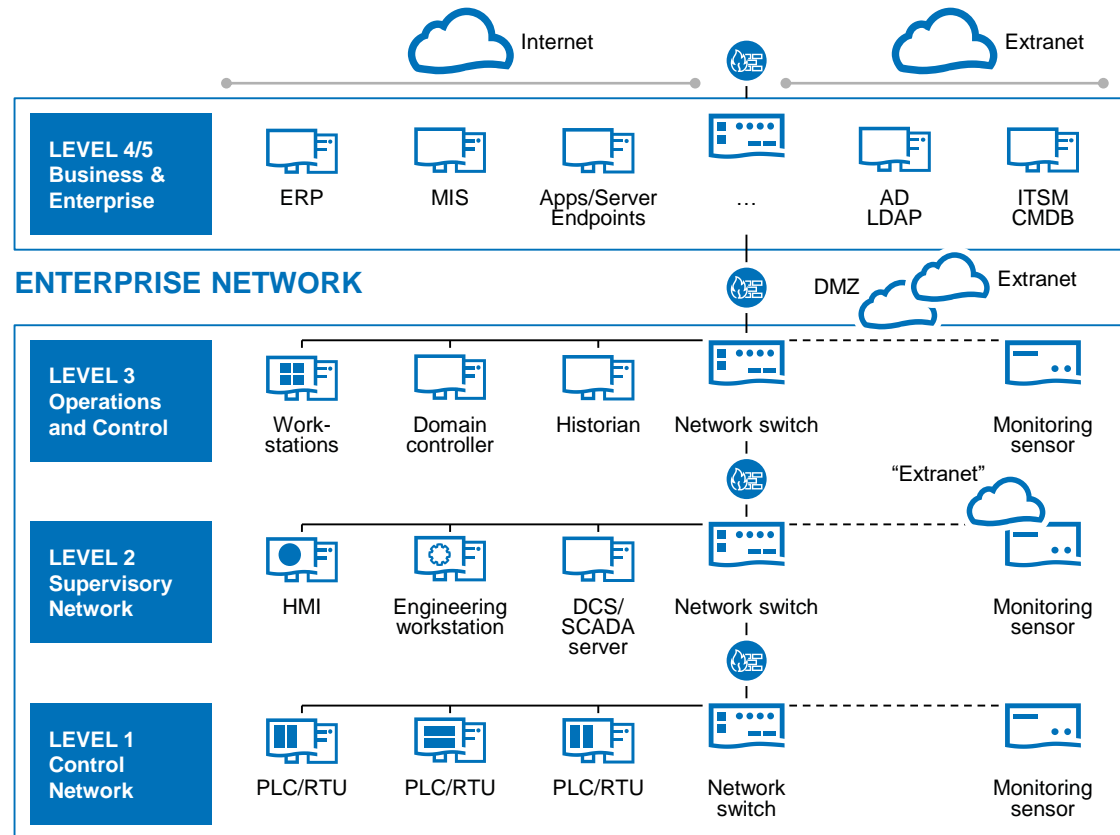 Internet
Extranet
LEVEL 4/5
Business &
Enterprise
ERP
MIS
Apps/Server
Endpoints
...
AD
LDAP
ITSM
CMDB
ENTERPRISE NETWORK
DMZ
Extranet
LEVEL 3
Operations
and Control
Work-
stations
Domain
controller
Historian
Network switch
Monitoring
sensor
“Extranet”
LEVEL 2
Supervisory
Network
HMI
Engineering
workstation
DCS/
SCADA
server
Network switch
Monitoring
sensor
LEVEL 1
Control
Network
PLC/RTU
PLC/RTU
PLC/RTU
Network
switch
Monitoring
sensor